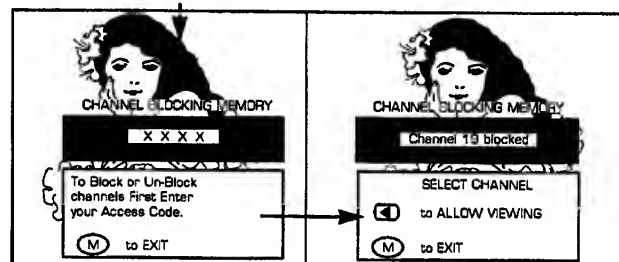 CHANNEL BLOCKING MEMORY
X X X X
To Block or Un-Block
channels First Enter
your Access Code.
M to EXIT
CHANNEL BLOCKING MEMORY
Channel 19 blocked
SELECT CHANNEL
to ALLOW VIEWING
M to EXIT